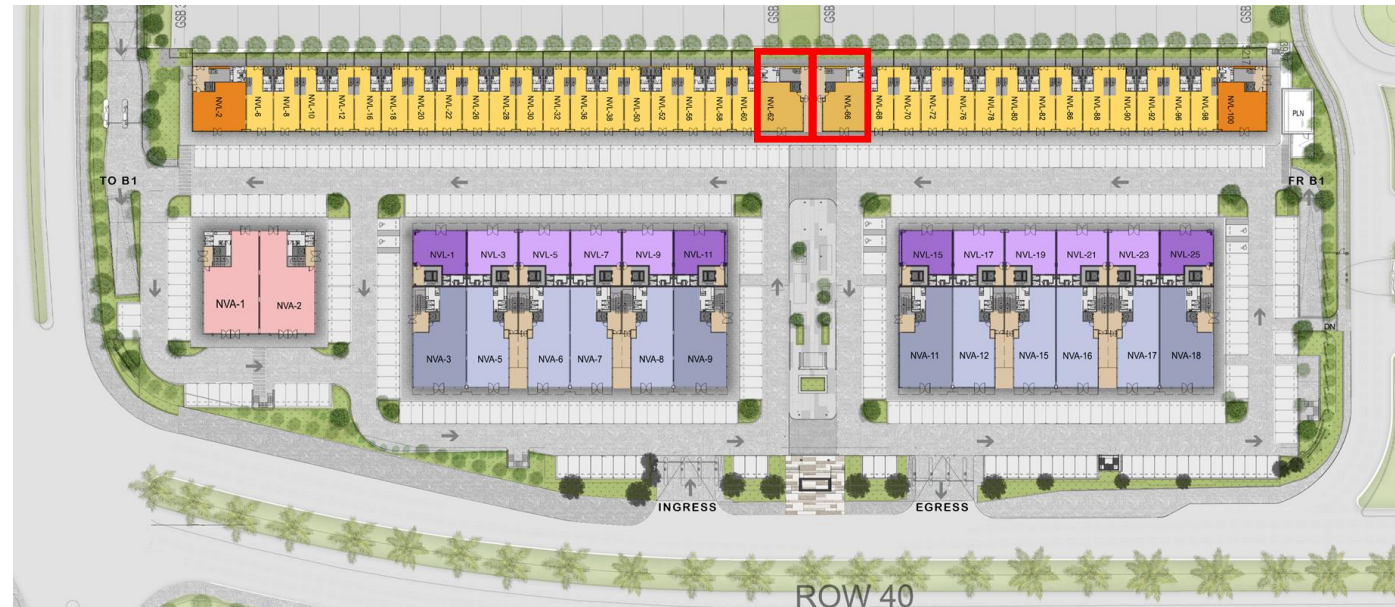 GSB
GSB
GSB
NVL-2
NVL-6
NVL-8
NVL-10
NVL-12
NVL-16
NVL-18
NVL-20
NVL-22
NVL-26
NVL-28
NVL-30
NVL-32
NVL-36
NVL-38
NVL-50
NVL-52
NVL-56
NVL-58
NVL-60
NVL-62
NVL-66
NVL-68
NVL-70
NVL-72
NVL-76
NVL-78
NVL-80
NVL-82
NVL-86
NVL-88
NVL-90
NVL-92
NVL-96
NVL-98
NVL-100
PLN
TO B1
FR B1
NVL-1 NVL-3 NVL-5 NVL-7 NVL-9 NVL-11
NVL-15 NVL-17 NVL-19 NVL-21 NVL-23 NVL-25
NVA-1 NVA-2
DN
NVA-3 NVA-5 NVA-6 NVA-7 NVA-8 NVA-9
NVA-11 NVA-12 NVA-15 NVA-16 NVA-17 NVA-18
INGRESS
EGRESS
ROW 40